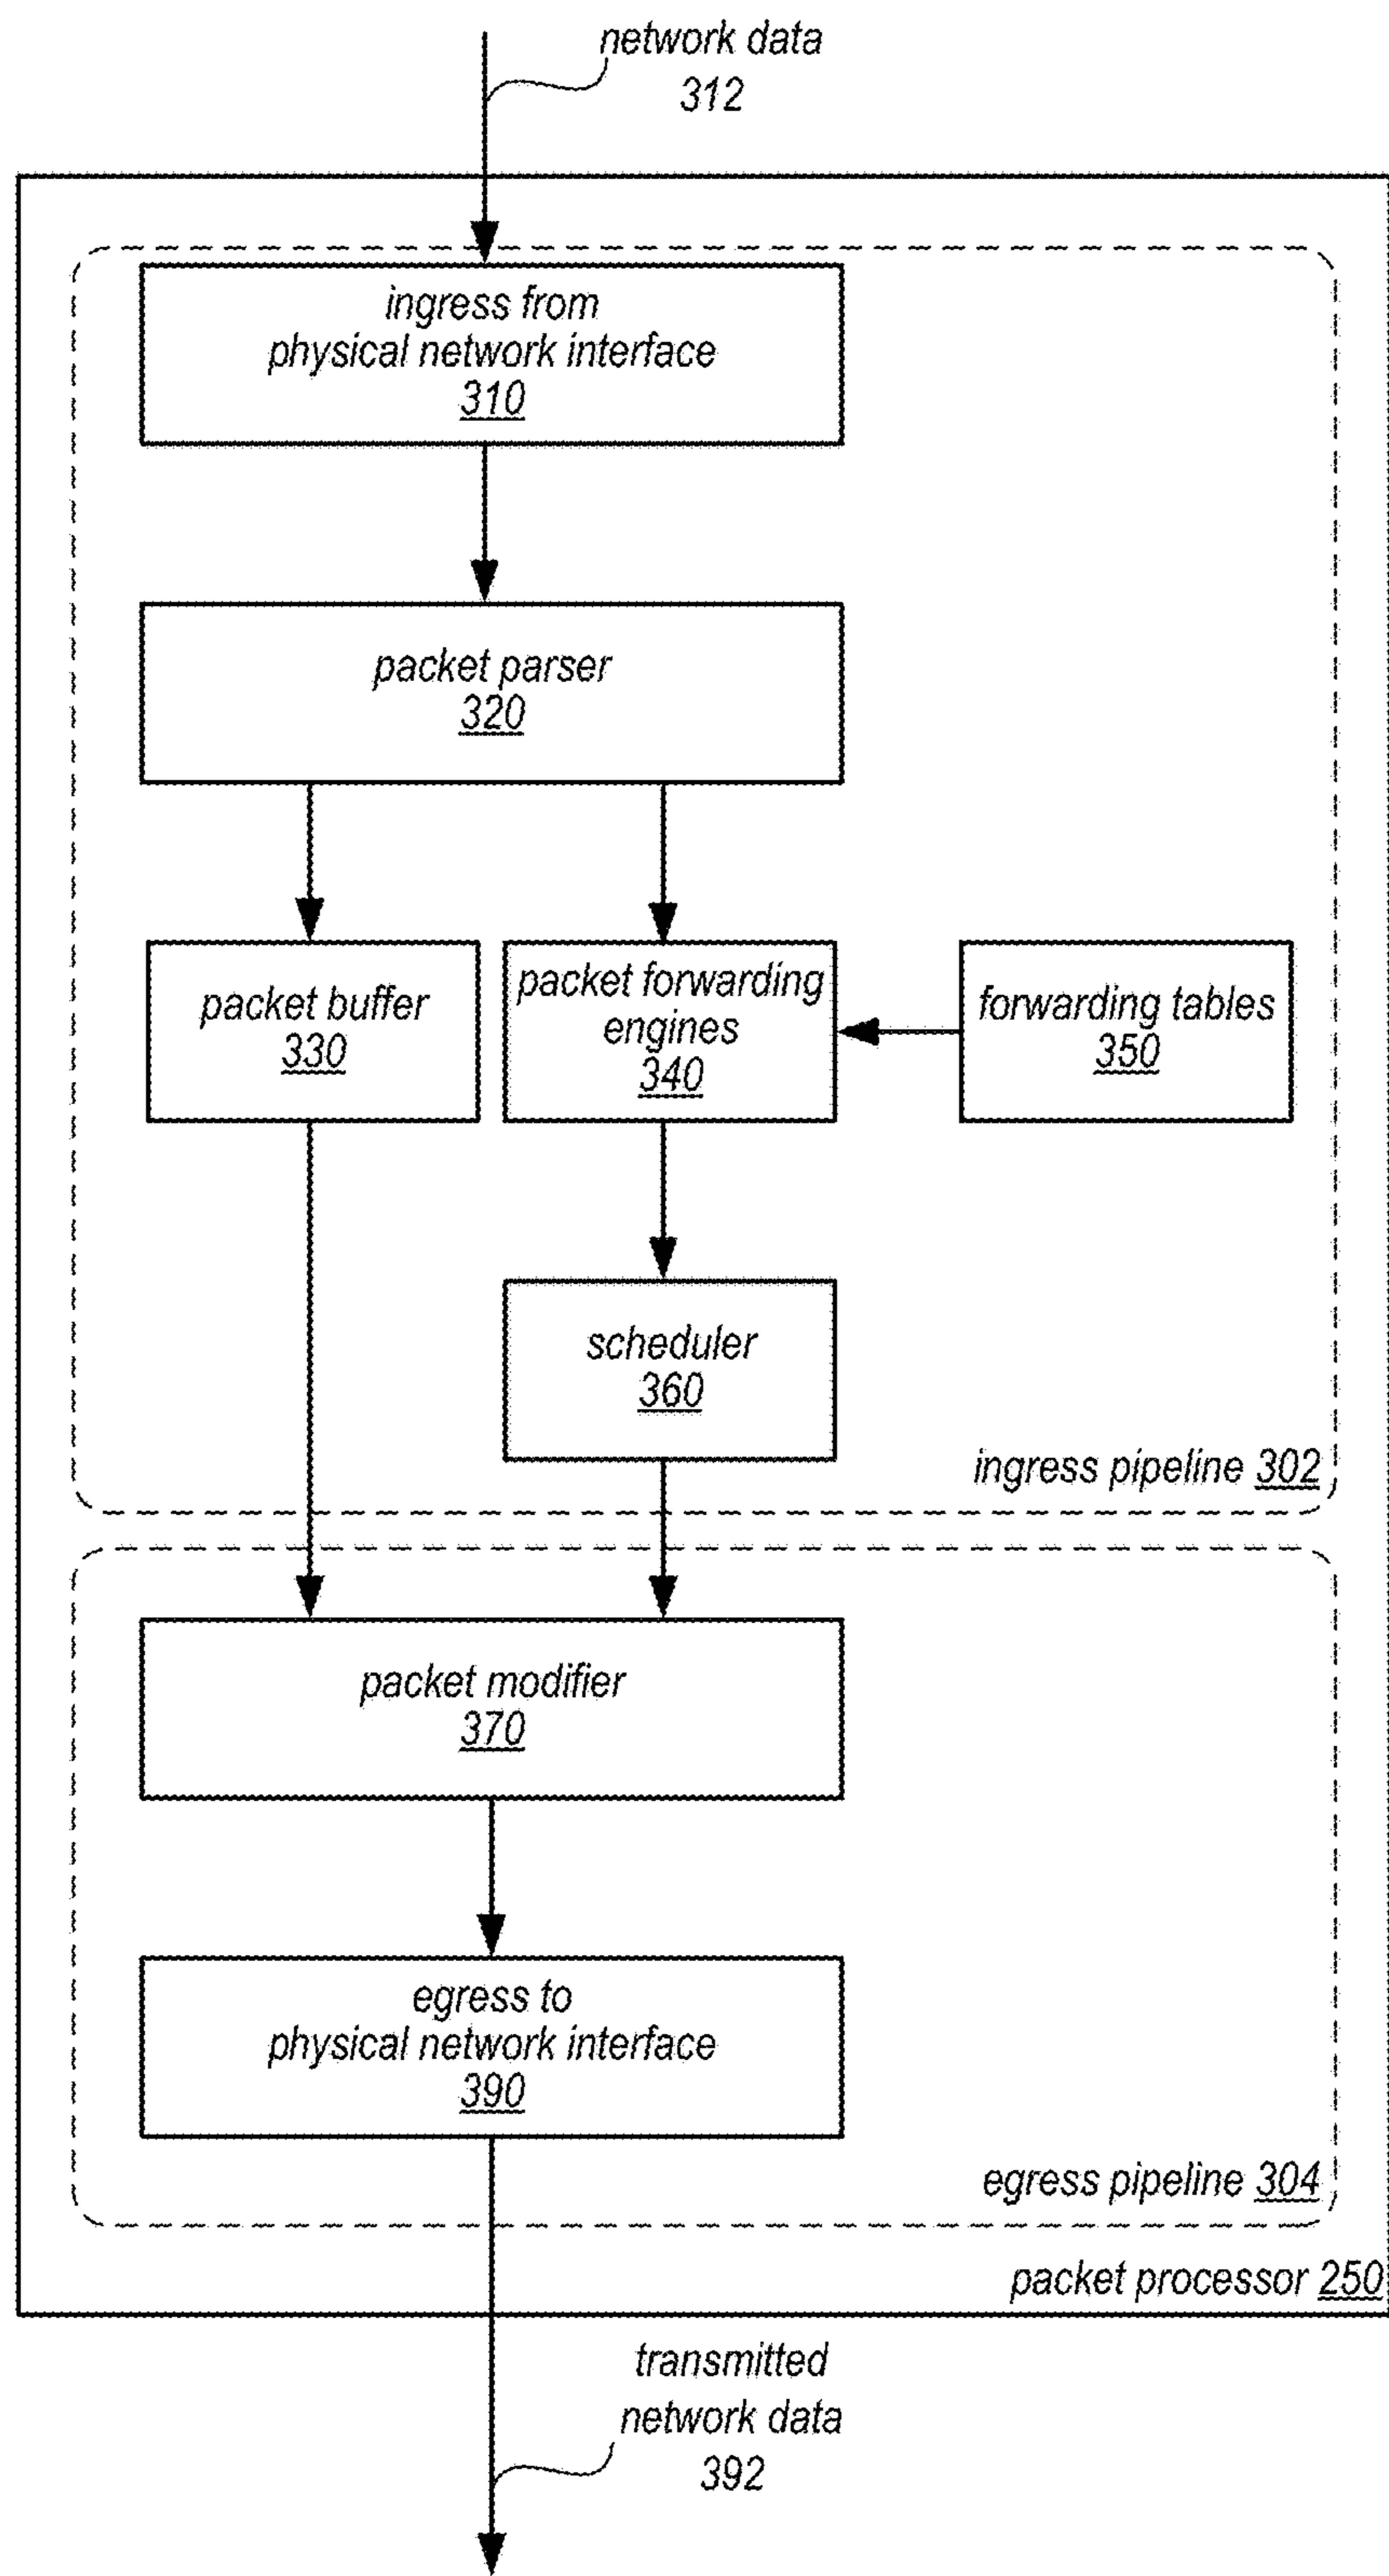 network data
312
ingress from
physical network interface
310
packet parser
320
packet buffer
330
packet forwarding
engines
340
forwarding tables
350
scheduler
360
ingress pipeline 302
packet modifier
370
egress to
physical network interface
390
egress pipeline 304
packet processor 250
transmitted
network data
392